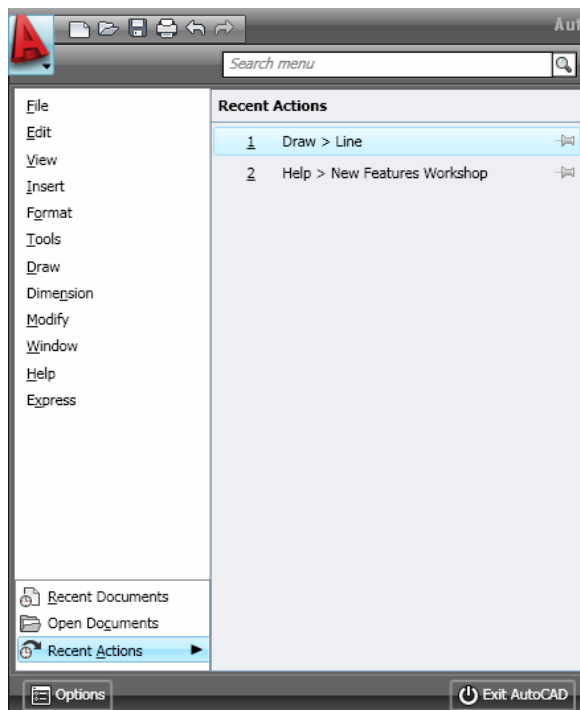 Aut
Search menu
File
Edit
View
Insert
Format
Tools
Draw
Dimension
Modify
Window
Help
Express
Recent Documents
Open Documents
Recent Actions
Recent Actions
1 Draw > Line
2 Help > New Features Workshop
Options
Exit AutoCAD